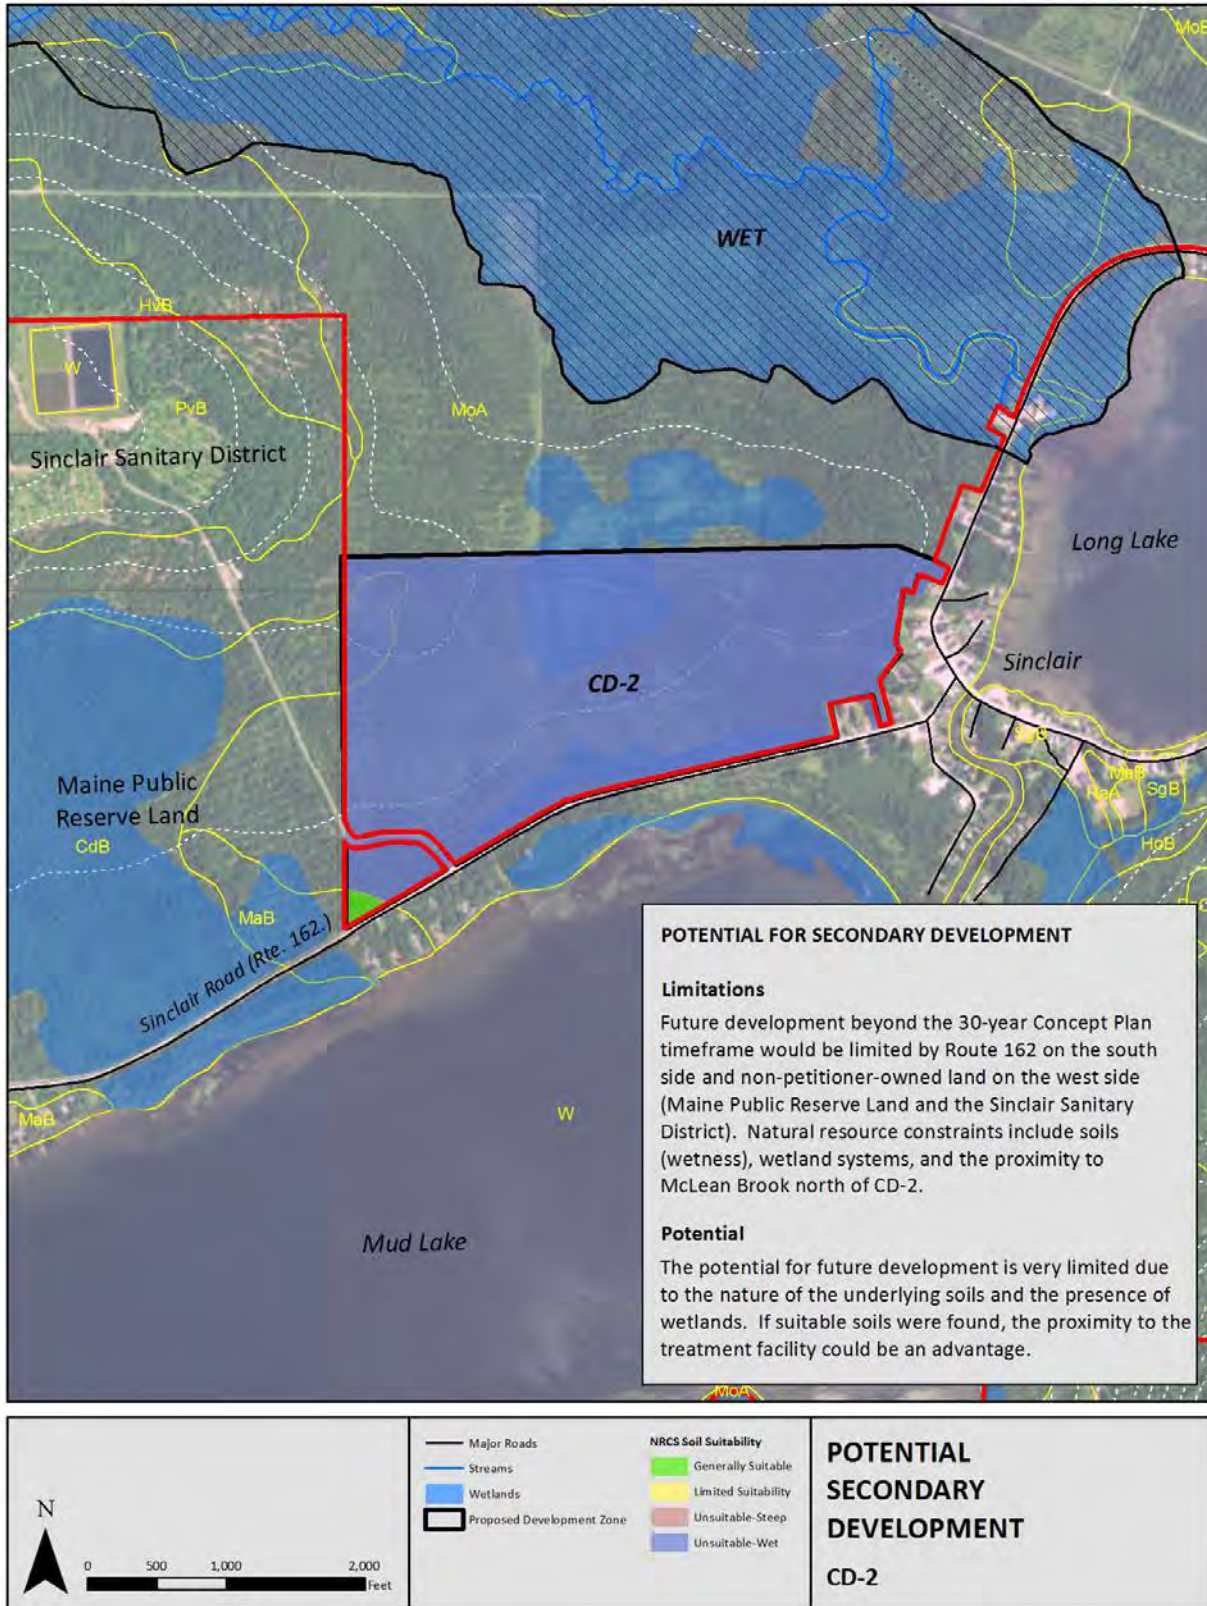 MoB
WET
HvB
W
PvB
MoA
Sinclair Sanitary District
Long Lake
Sinclair
CD-2
SgB
MaB
RaA
SgB
Maine Public
Reserve Land
CdB
HoB
MaB
Sinclair Road (Rte. 162.)
MaB
W
Mud Lake
MoA
POTENTIAL FOR SECONDARY DEVELOPMENT
Limitations
Future development beyond the 30-year Concept Plan
timeframe would be limited by Route 162 on the south
side and non-petitioner-owned land on the west side
(Maine Public Reserve Land and the Sinclair Sanitary
District). Natural resource constraints include soils
(wetness), wetland systems, and the proximity to
McLean Brook north of CD-2.
Potential
The potential for future development is very limited due
to the nature of the underlying soils and the presence of
wetlands. If suitable soils were found, the proximity to the
treatment facility could be an advantage.
N
0 500 1,000 2,000
Feet
Major Roads
Streams
Wetlands
Proposed Development Zone
NRCS Soil Suitability
Generally Suitable
Limited Suitability
Unsuitable-Steep
Unsuitable-Wet
POTENTIAL
SECONDARY
DEVELOPMENT
CD-2